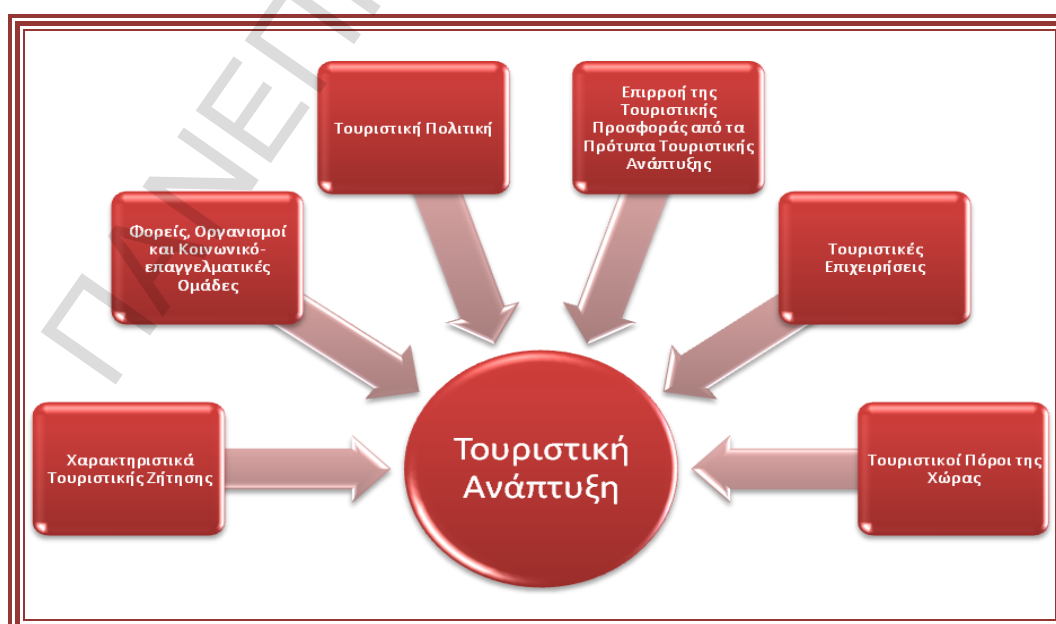 Τουριστική Πολιτική
Επιρροή της
Τουριστικής
Προσφοράς από τα
Πρότυπα Τουριστικής
Ανάπτυξης
Φορείς, Οργανισμοί
και Κοινωνικό-
επαγγελματικές
Ομάδες
Τουριστικές
Επιχειρήσεις
Χαρακτηριστικά
Τουριστικής Ζήτησης
Τουριστική
Ανάπτυξη
Τουριστικοί Πόροι της
Χώρας
ΠΑΝΕΠ